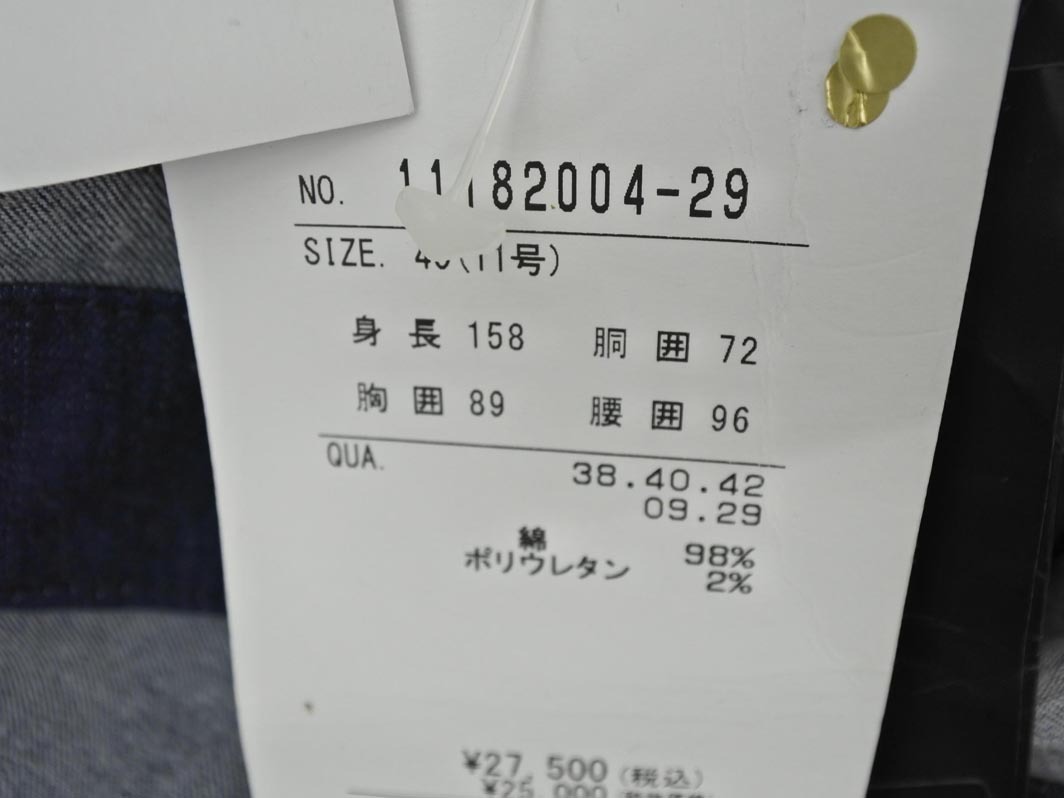 NO. 11182004-29
SIZE. 40(11号)
身長 158 胴囲 72
胸囲 89 腰囲 96
QUA. 38.40.42
09.29
綿 98%
ポリウレタン 2%
¥27,500(税込)
¥25,000